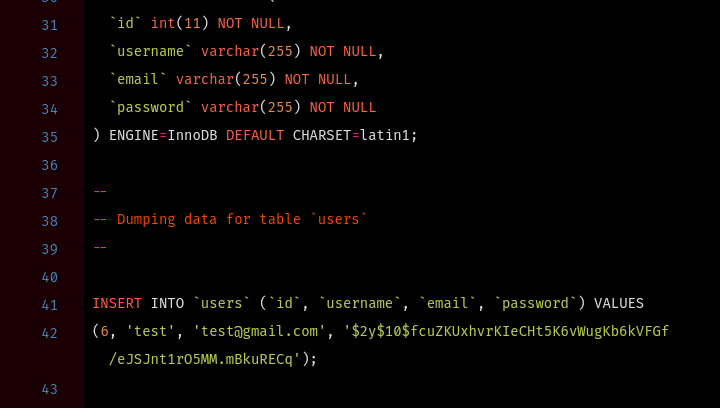 31 `id` int(11) NOT NULL,
32 `username` varchar(255) NOT NULL,
33 `email` varchar(255) NOT NULL,
34 `password` varchar(255) NOT NULL
35 ) ENGINE=InnoDB DEFAULT CHARSET=latin1;
36
37 --
38 -- Dumping data for table `users`
39 --
40
41 INSERT INTO `users` (`id`, `username`, `email`, `password`) VALUES
42 (6, 'test', 'test@gmail.com', '$2y$10$fcuZKUxhvrKIeCHt5K6vWugKb6kVFGf
/eJSJnt1rO5MM.mBkuRECq');
43